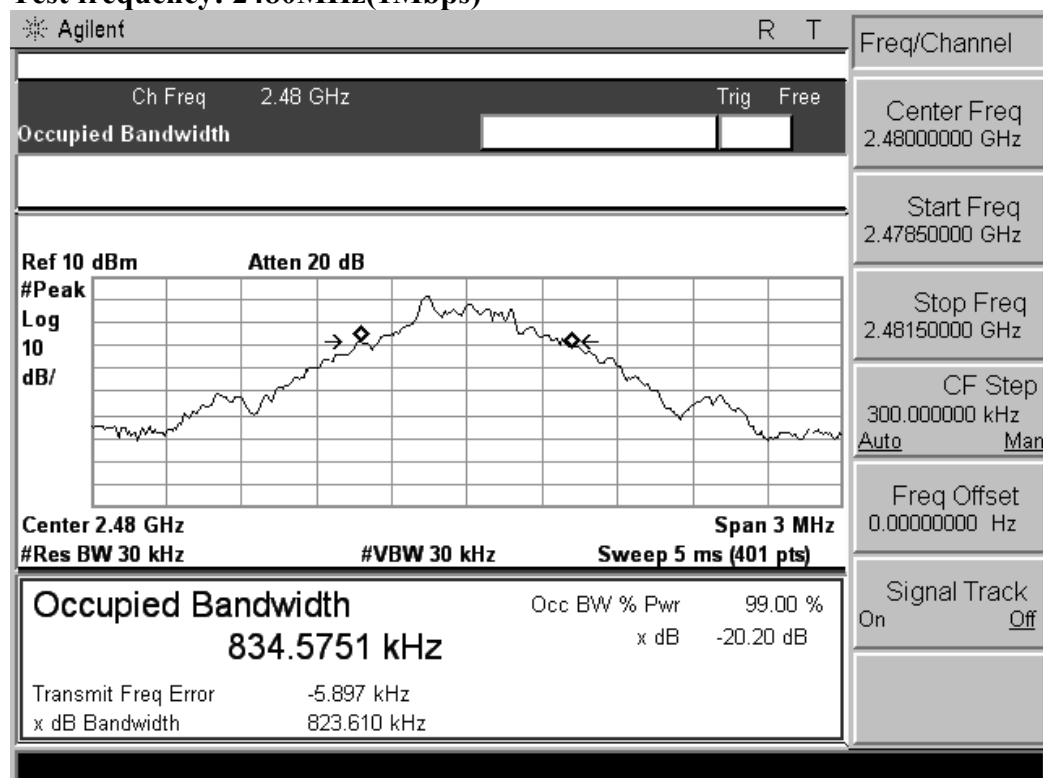 Test frequency: 2480MHz(1Mbps)
Agilent R T
Freq/Channel
Ch Freq 2.48 GHz Trig Free
Occupied Bandwidth
Center Freq
2.48000000 GHz
Start Freq
2.47850000 GHz
Ref 10 dBm Atten 20 dB
#Peak
Log
10
dB/
Stop Freq
2.48150000 GHz
CF Step
300.000000 kHz
Auto Man
Freq Offset
0.00000000 Hz
Center 2.48 GHz Span 3 MHz
#Res BW 30 kHz #VBW 30 kHz Sweep 5 ms (401 pts)
Signal Track
On Off
Occupied Bandwidth Occ BW % Pwr 99.00 %
834.5751 kHz x dB -20.20 dB
Transmit Freq Error -5.897 kHz
x dB Bandwidth 823.610 kHz